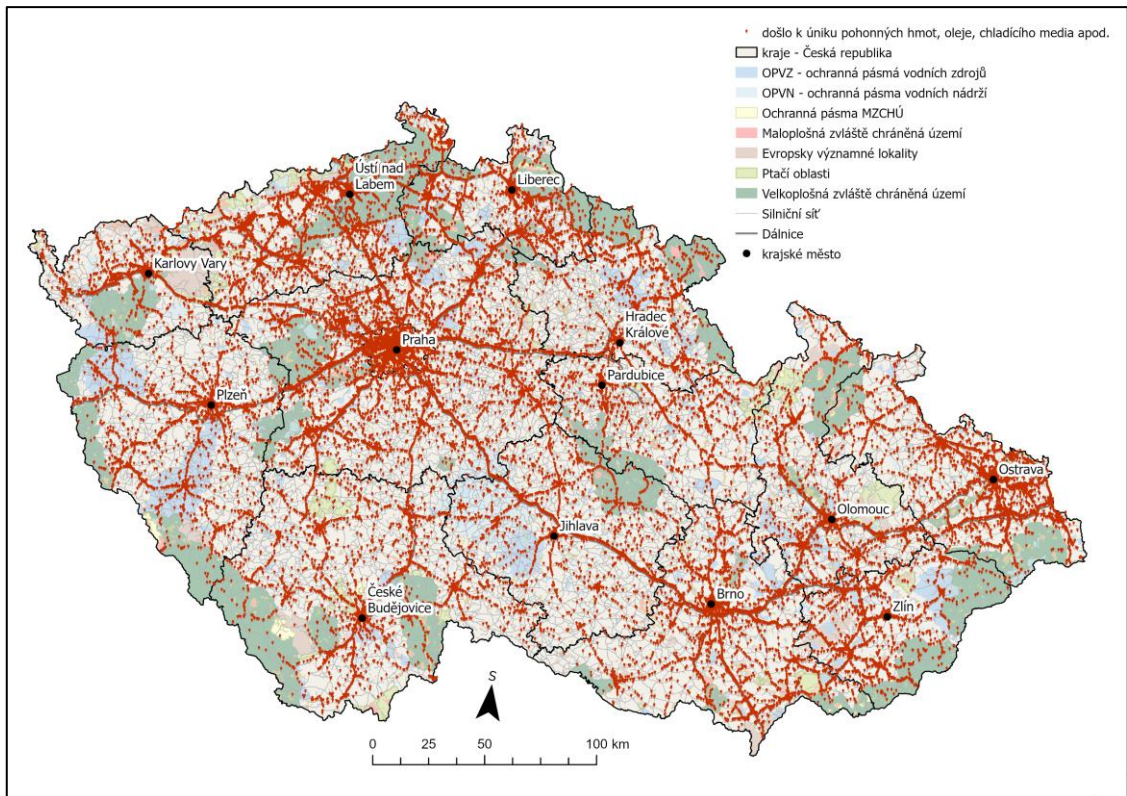 došlo k úniku pohonných hmot, oleje, chladícího media apod.
kraje - Česká republika
OPVZ - ochranná pásmá vodních zdrojů
OPVN - ochranná pásma vodních nádrží
Ochranná pásma MZCHÚ
Maloplošná zvláště chráněná území
Evropsky významné lokality
Ptačí oblasti
Velkoplošná zvláště chráněná území
Silniční síť
Dálnice
krajské město
Ústí nad
Labem
Liberec
Karlovy Vary
Hradec
Králové
Praha
Pardubice
Plzeň
Ostrava
Olomouc
Jihlava
České
Budějovice
Brno
Zlín
S
0 25 50 100 km